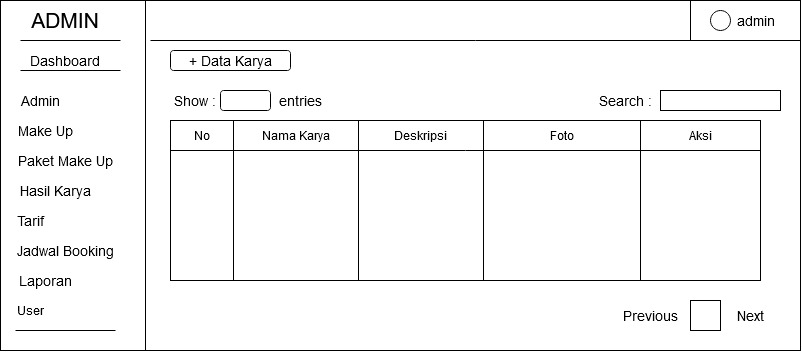 ADMIN
admin
Dashboard
+ Data Karya
Admin
Show : entries
Search :
Make Up
No Nama Karya Deskripsi Foto Aksi
Paket Make Up
Hasil Karya
Tarif
Jadwal Booking
Laporan
User
Previous Next